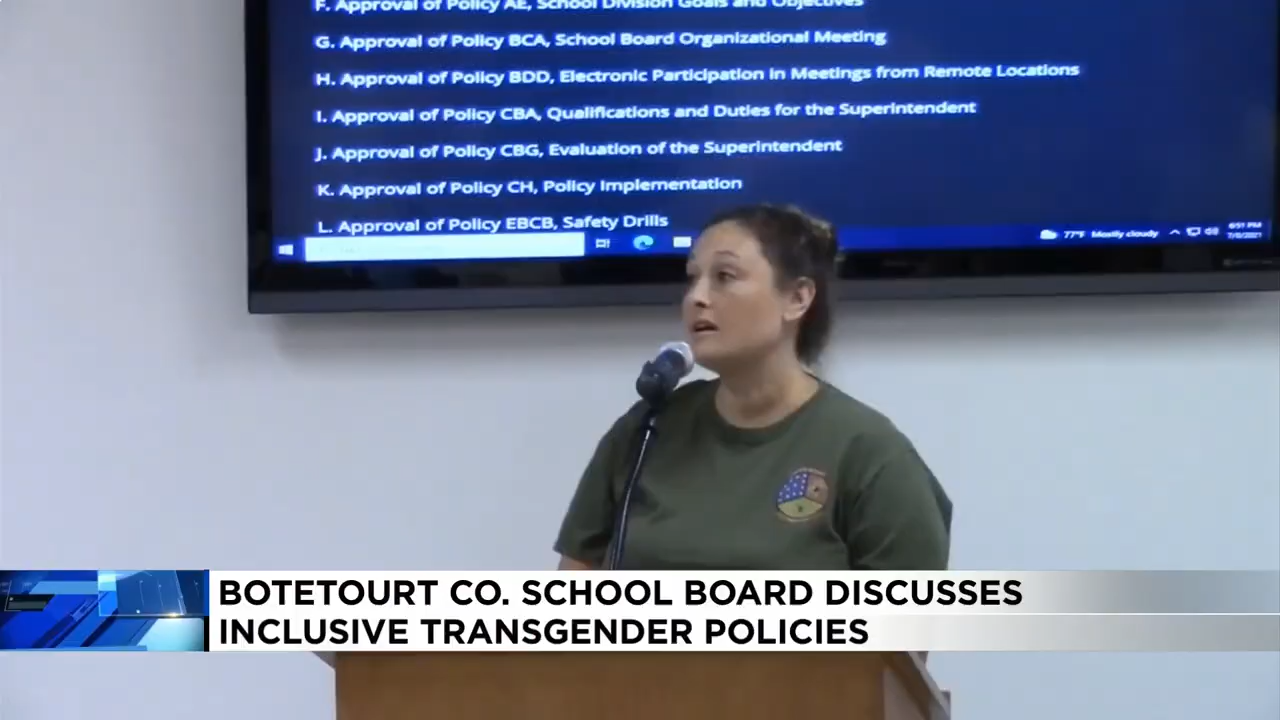 F. Approval of Policy AE, School Division Goals and Objectives
G. Approval of Policy BCA, School Board Organizational Meeting
H. Approval of Policy BDD, Electronic Participation in Meetings from Remote Locations
I. Approval of Policy CBA, Qualifications and Duties for the Superintendent
J. Approval of Policy CBG, Evaluation of the Superintendent
K. Approval of Policy CH, Policy Implementation
L. Approval of Policy EBCB, Safety Drills
77°F Mostly cloudy
6:51 PM
BOTETOURT CO. SCHOOL BOARD DISCUSSES
INCLUSIVE TRANSGENDER POLICIES